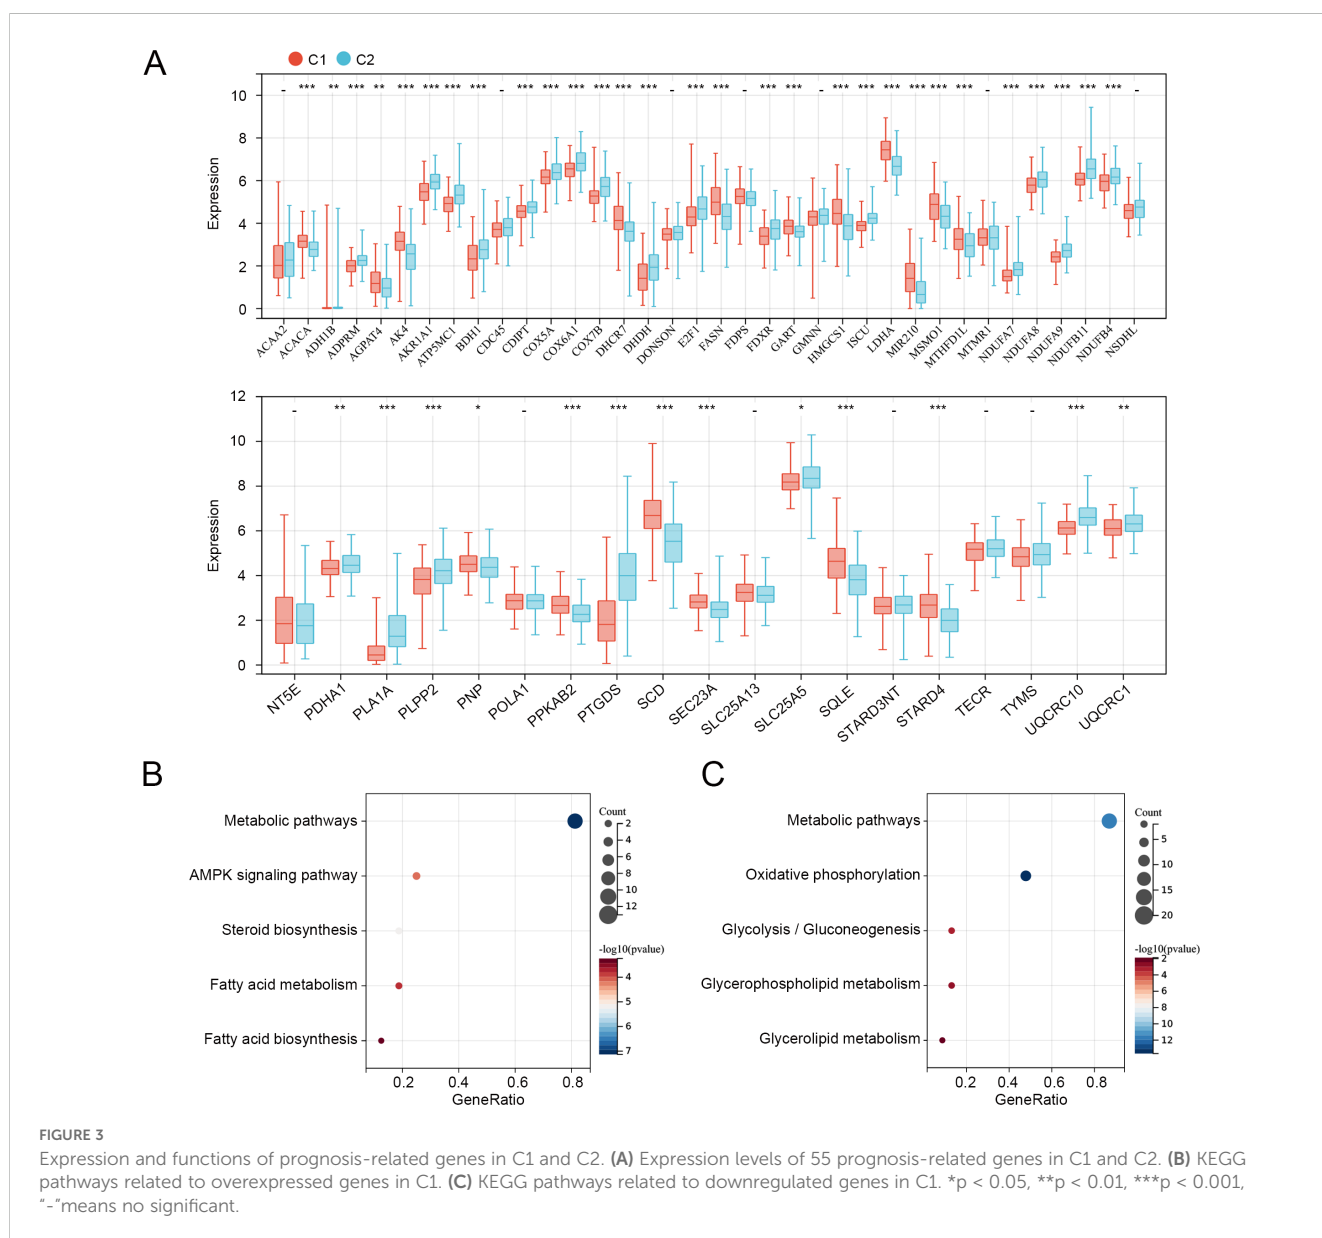 A
C1 C2
- *** ** *** ** *** *** *** *** - *** *** *** *** *** *** - *** *** - *** *** - *** *** *** *** *** *** - *** *** *** *** *** -
10
8
6
4
2
0
Expression
ACAA2 ACACA ADH1B ADPRM AGPAT4 AK4 AKR1A1 ATP5MC1 BDH1 CDC45 CDIPT COX5A COX6A1 COX7B DHCR7 DHDH DONSON E2F1 FASN FDPS FDXR GART GMNN HMGCS1 ISCU LDHA MIR210 MSMO1 MTHFD1L MTMR1 NDUFA7 NDUFA8 NDUFA9 NDUFB11 NDUFB4 NSDHL
- ** *** *** * - *** *** *** *** - * *** - *** - - *** **
12
10
8
6
4
2
0
Expression
NT5E PDHA1 PLA1A PLPP2 PNP POLA1 PPKAB2 PTGDS SCD SEC23A SLC25A13 SLC25A5 SQLE STARD3NT STARD4 TECR TYMS UQCRC10 UQCRC1
B
Metabolic pathways
AMPK signaling pathway
Steroid biosynthesis
Fatty acid metabolism
Fatty acid biosynthesis
0.2 0.4 0.6 0.8
GeneRatio
Count
2
4
6
8
10
12
-log10(pvalue)
4
5
6
7
C
Metabolic pathways
Oxidative phosphorylation
Glycolysis / Gluconeogenesis
Glycerophospholipid metabolism
Glycerolipid metabolism
0.2 0.4 0.6 0.8
GeneRatio
Count
5
10
15
20
-log10(pvalue)
2
4
6
8
10
12
FIGURE 3
Expression and functions of prognosis-related genes in C1 and C2. (A) Expression levels of 55 prognosis-related genes in C1 and C2. (B) KEGG
pathways related to overexpressed genes in C1. (C) KEGG pathways related to downregulated genes in C1. *p < 0.05, **p < 0.01, ***p < 0.001,
“-”means no significant.